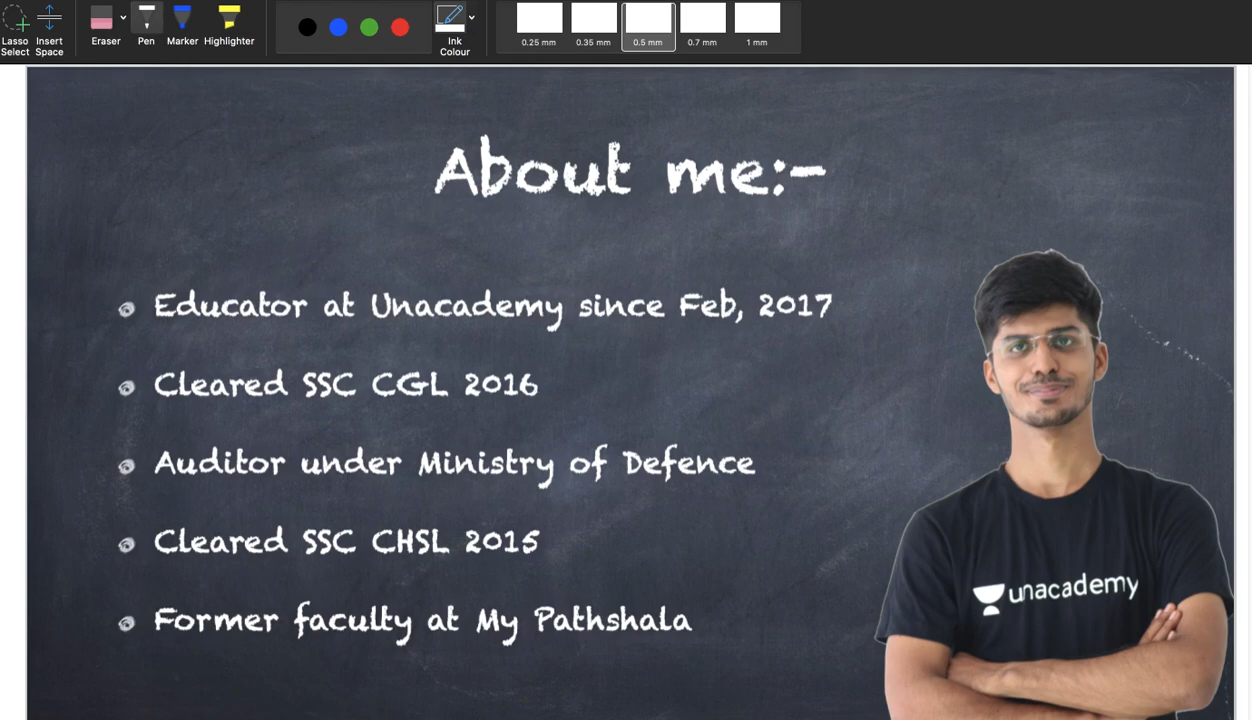 Lasso Select
Insert Space
Eraser
Pen
Marker
Highlighter
Ink Colour
0.25 mm
0.35 mm
0.5 mm
0.7 mm
1 mm
About me:-
Educator at Unacademy since Feb, 2017
Cleared SSC CGL 2016
Auditor under Ministry of Defence
Cleared SSC CHSL 2015
Former faculty at My Pathshala
unacademy